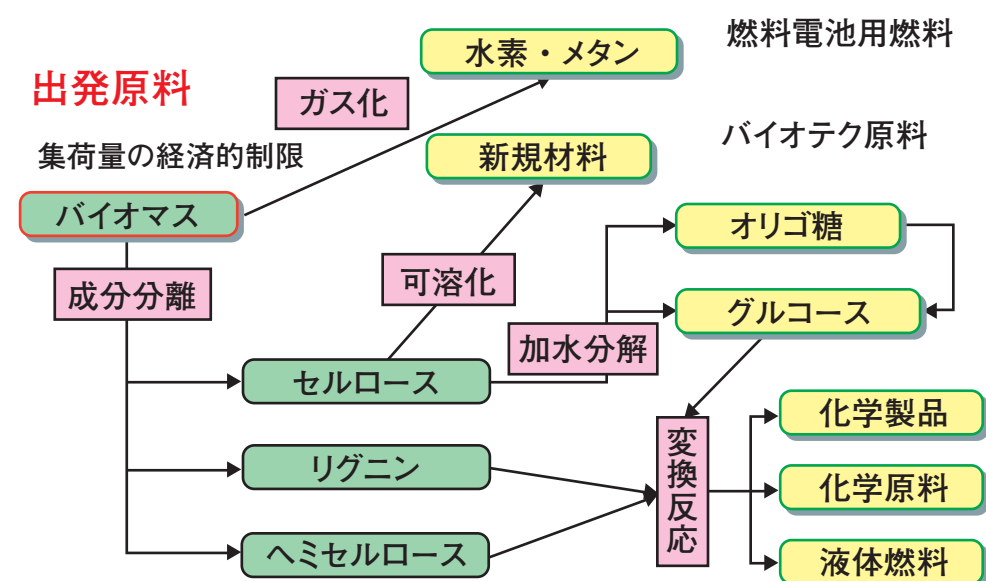 水素・メタン
燃料電池用燃料
出発原料
ガス化
集荷量の経済的制限
新規材料
バイオテク原料
バイオマス
オリゴ糖
成分分離
可溶化
グルコース
加水分解
セルロース
変換反応
化学製品
リグニン
化学原料
ヘミセルロース
液体燃料